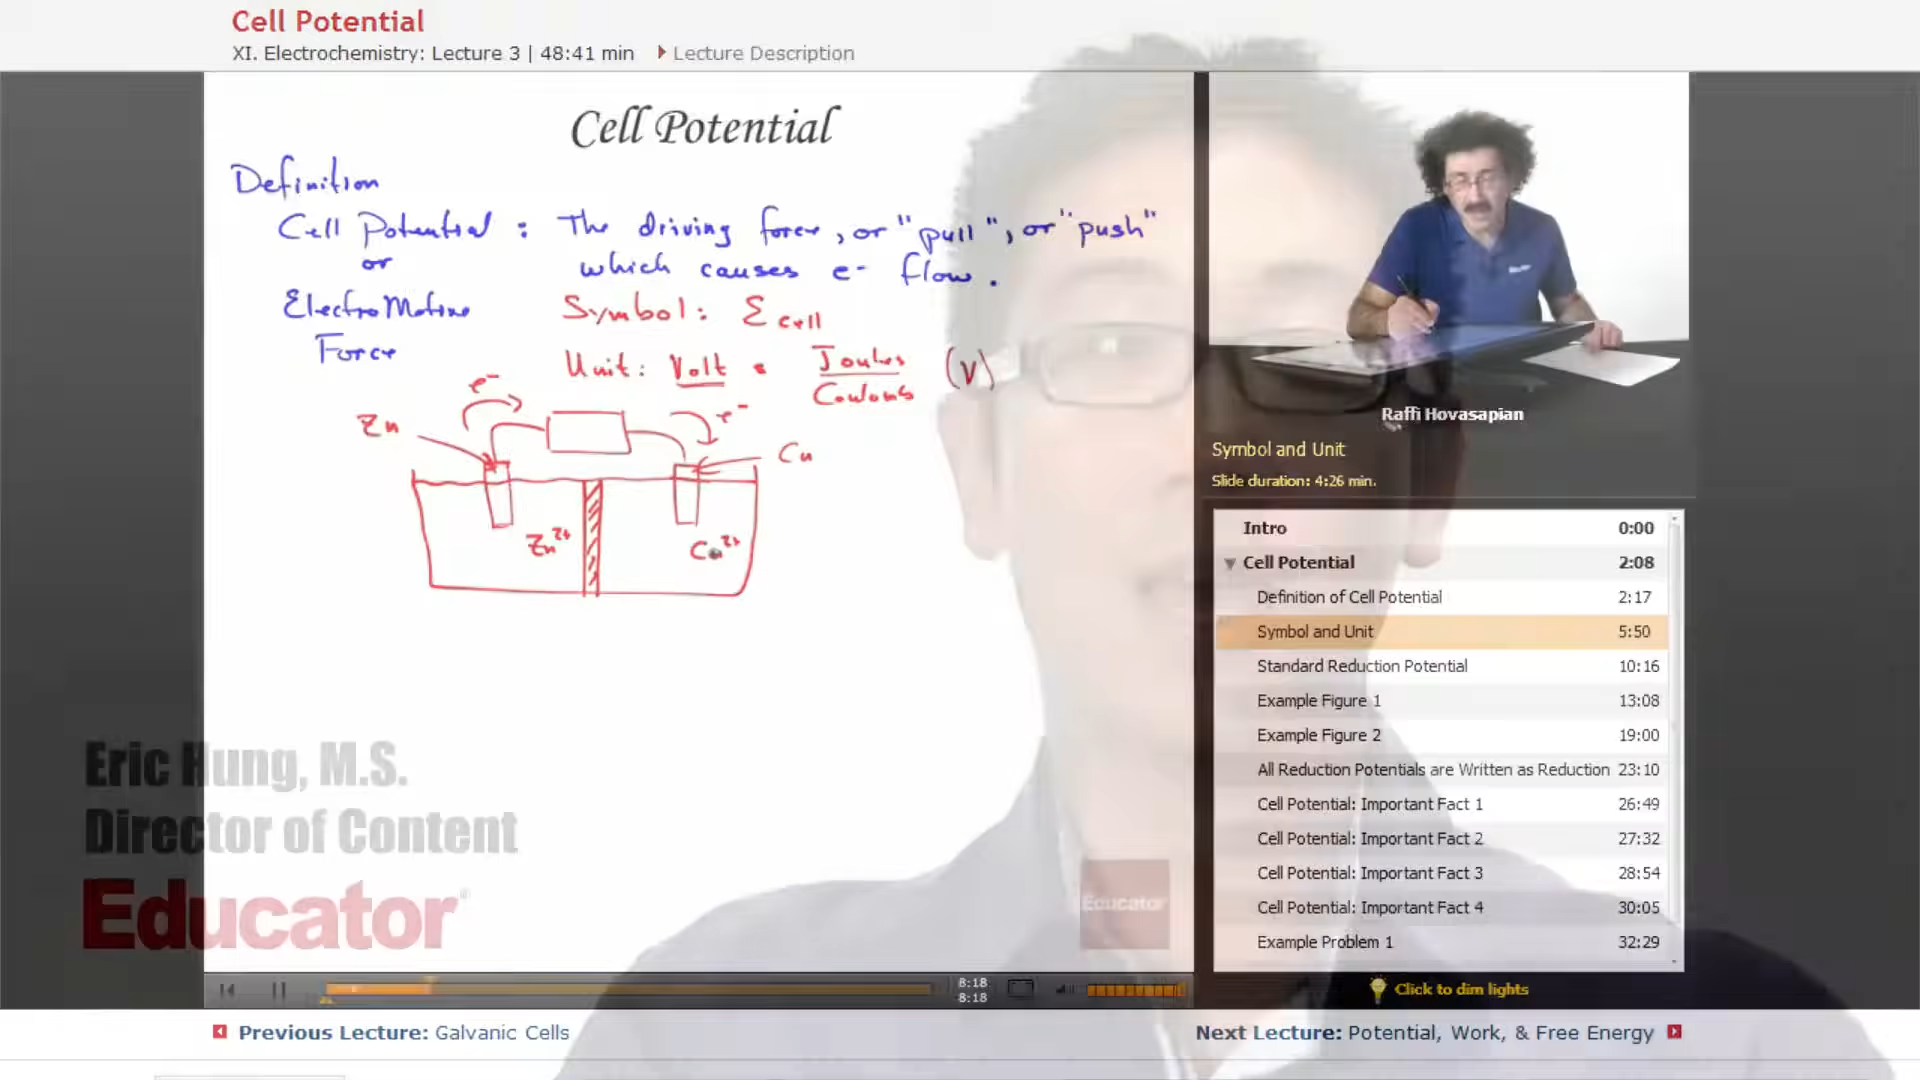 Cell Potential
XI. Electrochemistry: Lecture 3 | 48:41 min
Lecture Description
Cell Potential
Definition
Cell Potential : The driving force, or "pull", or "push"
or
which causes e- flow.
ElectroMotive
Force
Symbol: Ɛ cell
Unit: Volt = Joules / Coulomb (V)
e-
e-
Zn
Cu
Zn²⁺
Cu²⁺
Raffi Hovasapian
Symbol and Unit
Slide duration: 4:26 min.
Intro 0:00
Cell Potential 2:08
Definition of Cell Potential 2:17
Symbol and Unit 5:50
Standard Reduction Potential 10:16
Example Figure 1 13:08
Example Figure 2 19:00
All Reduction Potentials are Written as Reduction 23:10
Cell Potential: Important Fact 1 26:49
Cell Potential: Important Fact 2 27:32
Cell Potential: Important Fact 3 28:54
Cell Potential: Important Fact 4 30:05
Example Problem 1 32:29
Eric Hung, M.S.
Director of Content
Educator®
Educator
8:18
8:18
Click to dim lights
Previous Lecture: Galvanic Cells
Next Lecture: Potential, Work, & Free Energy